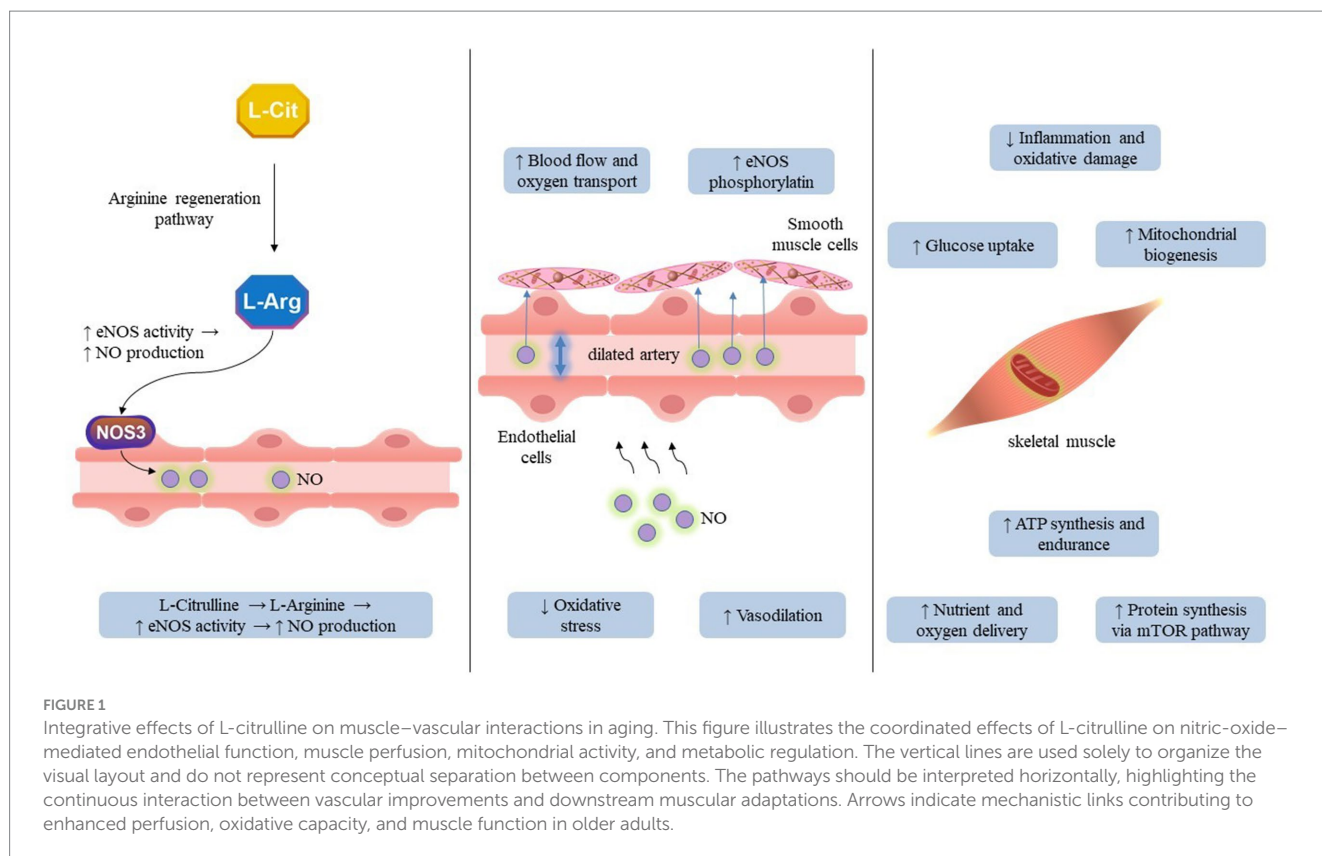 L-Cit
Arginine regeneration
pathway
L-Arg
↑ eNOS activity →
↑ NO production
NOS3
NO
L-Citrulline → L-Arginine →
↑ eNOS activity → ↑ NO production
↑ Blood flow and
oxygen transport
↑ eNOS
phosphorylatin
Smooth
muscle cells
dilated artery
Endothelial
cells
NO
↓ Oxidative
stress
↑ Vasodilation
↓ Inflammation and
oxidative damage
↑ Glucose uptake
↑ Mitochondrial
biogenesis
skeletal muscle
↑ ATP synthesis and
endurance
↑ Nutrient and
oxygen delivery
↑ Protein synthesis
via mTOR pathway
FIGURE 1
Integrative effects of L-citrulline on muscle–vascular interactions in aging. This figure illustrates the coordinated effects of L-citrulline on nitric-oxide–
mediated endothelial function, muscle perfusion, mitochondrial activity, and metabolic regulation. The vertical lines are used solely to organize the
visual layout and do not represent conceptual separation between components. The pathways should be interpreted horizontally, highlighting the
continuous interaction between vascular improvements and downstream muscular adaptations. Arrows indicate mechanistic links contributing to
enhanced perfusion, oxidative capacity, and muscle function in older adults.